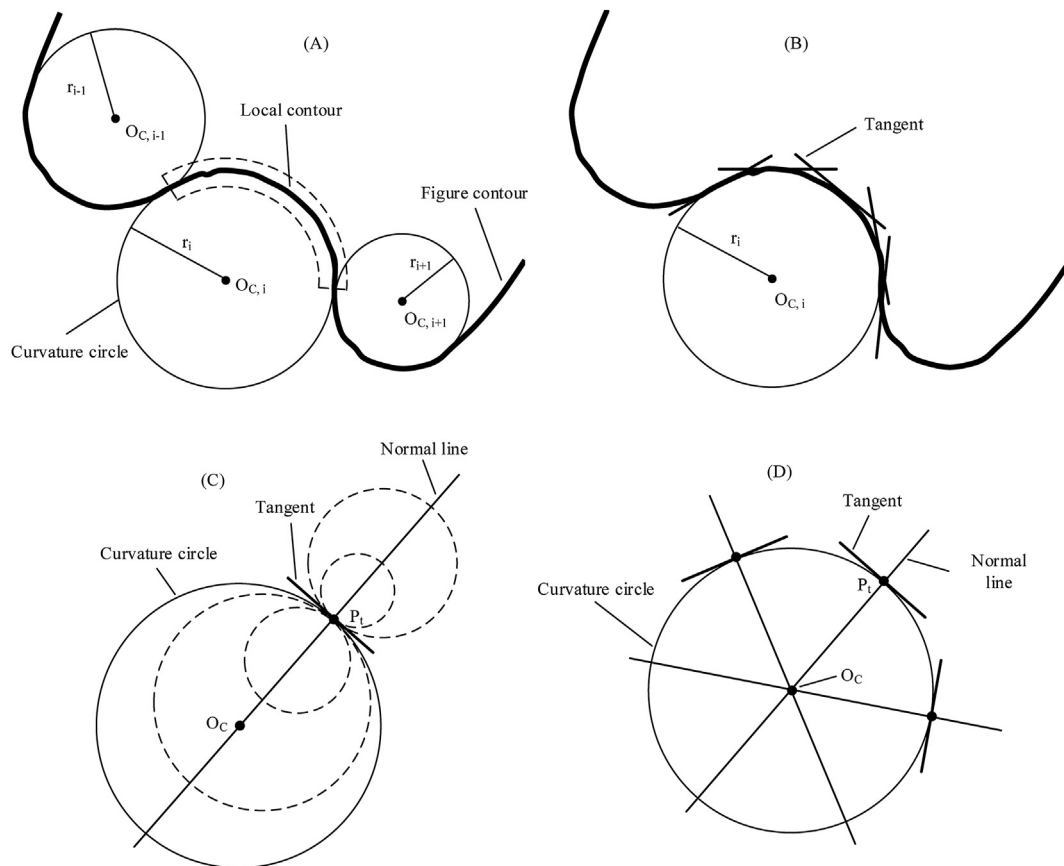 (A)
r_{i-1}
O_{C, i-1}
Local contour
Figure contour
r_i
O_{C, i}
r_{i+1}
O_{C, i+1}
Curvature circle
(B)
Tangent
r_i
O_{C, i}
(C)
Normal line
Tangent
Curvature circle
P_t
O_C
(D)
Tangent
Normal
line
Curvature circle
P_t
O_C